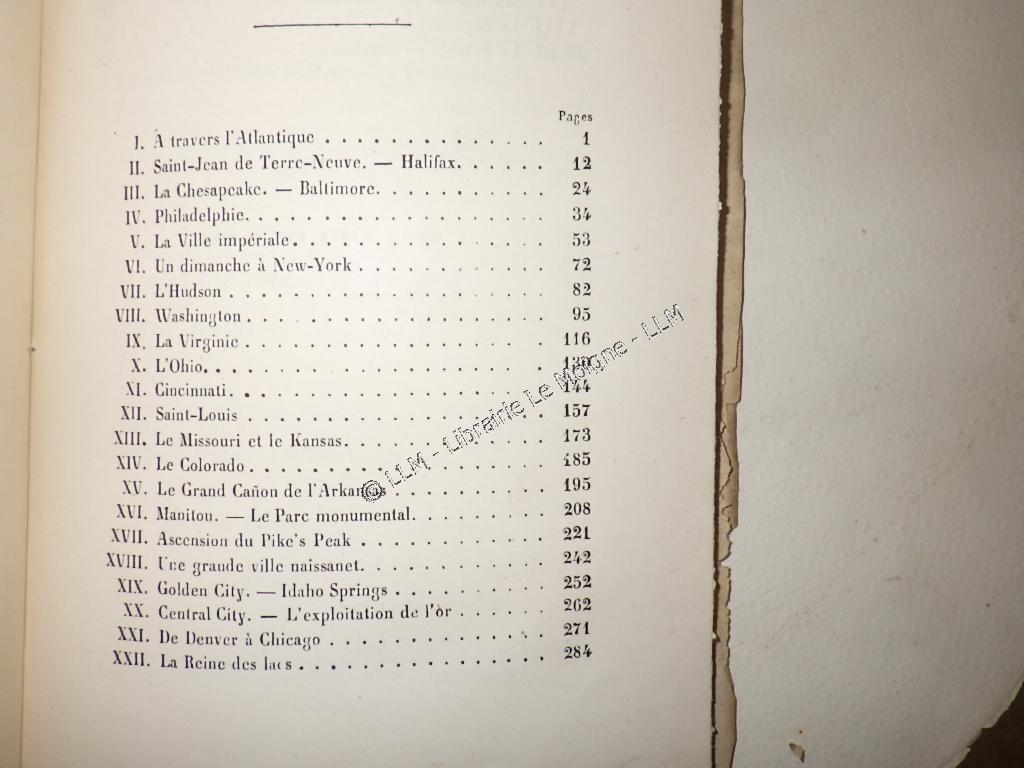 Pages
I. À travers l'Atlantique . . . . . . . . . . . . . . 1
II. Saint-Jean de Terre-Neuve. — Halifax. . . . . . 12
III. La Chesapeake. — Baltimore. . . . . . . . . . . 24
IV. Philadelphie. . . . . . . . . . . . . . . . . . . 34
V. La Ville impériale. . . . . . . . . . . . . . . . 53
VI. Un dimanche à New-York . . . . . . . . . . . . 72
VII. L'Hudson . . . . . . . . . . . . . . . . . . . . 82
VIII. Washington . . . . . . . . . . . . . . . . . . . 95
IX. La Virginie . . . . . . . . . . . . . . . . . . . 116
X. L'Ohio. . . . . . . . . . . . . . . . . . . . . . 130
XI. Cincinnati . . . . . . . . . . . . . . . . . . . . 144
XII. Saint-Louis . . . . . . . . . . . . . . . . . . . 157
XIII. Le Missouri et le Kansas. . . . . . . . . . . . . 173
XIV. Le Colorado . . . . . . . . . . . . . . . . . . . 185
XV. Le Grand Cañon de l'Arkansas . . . . . . . . . . 195
XVI. Manitou. — Le Parc monumental. . . . . . . . . 208
XVII. Ascension du Pike's Peak . . . . . . . . . . . . 221
XVIII. Une grande ville naissanet. . . . . . . . . . . . 242
XIX. Golden City. — Idaho Springs . . . . . . . . . . 252
XX. Central City. — L'exploitation de l'òr . . . . . . 262
XXI. De Denver à Chicago . . . . . . . . . . . . . . 271
XXII. La Reine des lacs . . . . . . . . . . . . . . . . 284
© LLM - Librairie Le Moigne - LLM